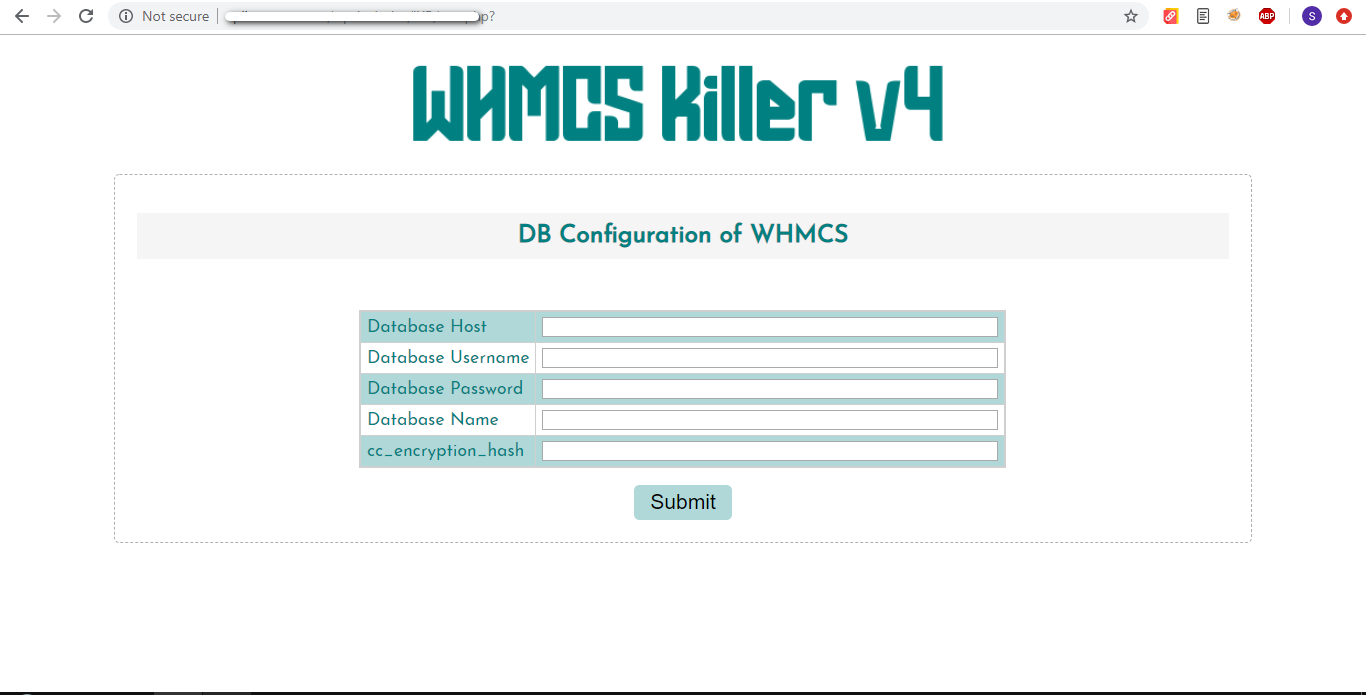 Not secure
WHMCS Killer v4
DB Configuration of WHMCS
Database Host
Database Username
Database Password
Database Name
cc_encryption_hash
Submit
ABP
S